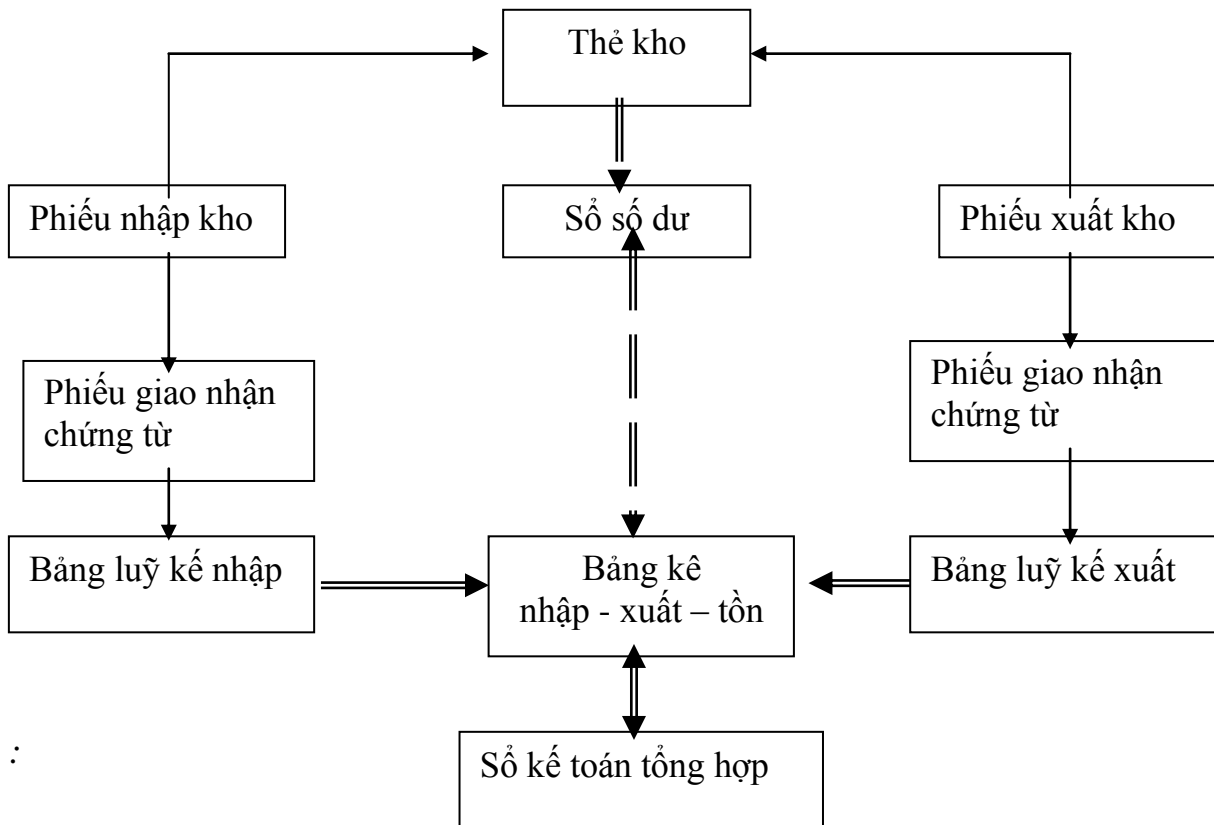 Thẻ kho
Phiếu nhập kho
Sổ số dư
Phiếu xuất kho
Phiếu giao nhận
chứng từ
Phiếu giao nhận
chứng từ
Bảng luỹ kế nhập
Bảng kê
nhập - xuất – tồn
Bảng luỹ kế xuất
:
Sổ kế toán tổng hợp